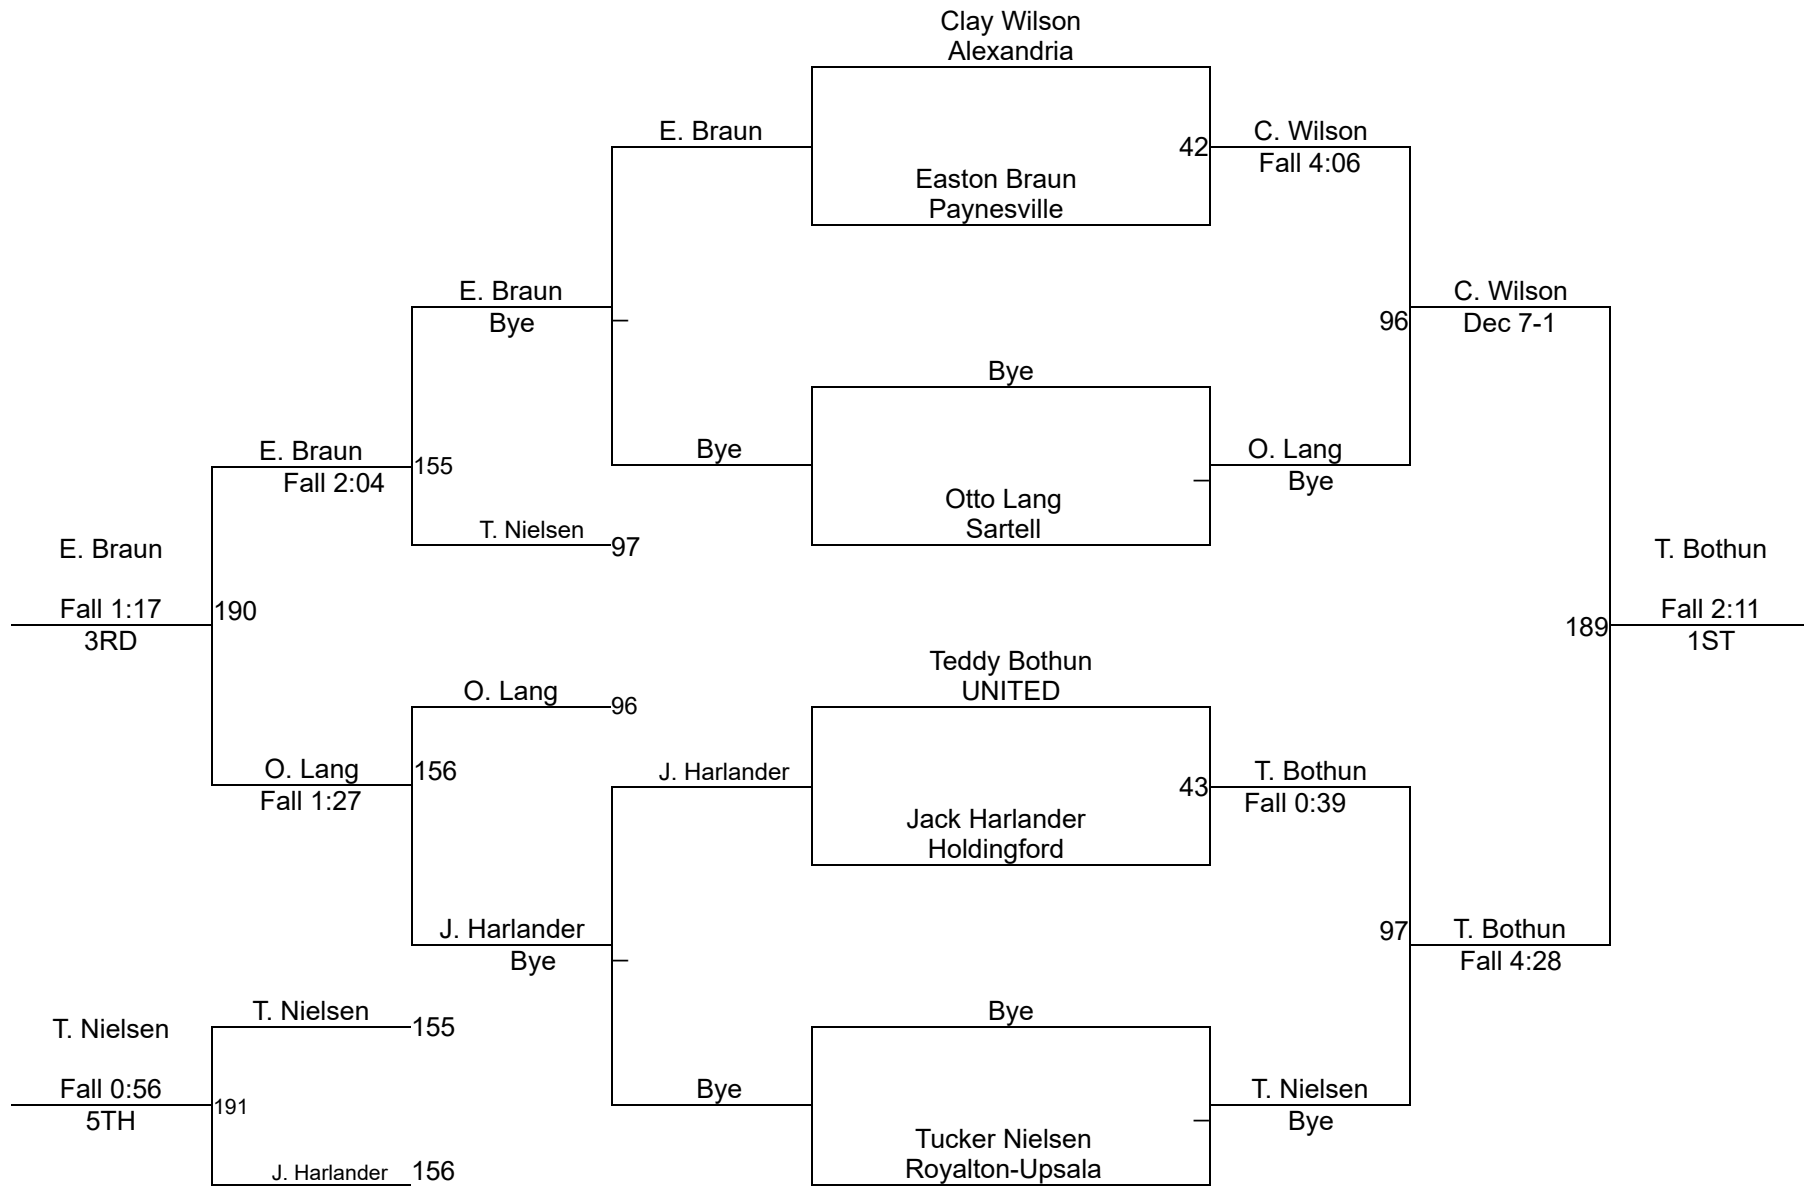 Clay Wilson
Alexandria
E. Braun
42
C. Wilson
Fall 4:06
Easton Braun
Paynesville
E. Braun
Bye
C. Wilson
96
Dec 7-1
Bye
E. Braun
155
Fall 2:04
Bye
O. Lang
Bye
Otto Lang
Sartell
T. Nielsen
97
E. Braun
Fall 1:17
190
3RD
T. Bothun
Fall 2:11
189
1ST
Teddy Bothun
UNITED
O. Lang
96
O. Lang
156
Fall 1:27
J. Harlander
43
T. Bothun
Fall 0:39
Jack Harlander
Holdingford
J. Harlander
Bye
97
T. Bothun
Fall 4:28
T. Nielsen
155
Bye
T. Nielsen
Fall 0:56
191
5TH
Bye
T. Nielsen
Bye
Tucker Nielsen
Royalton-Upsala
J. Harlander
156